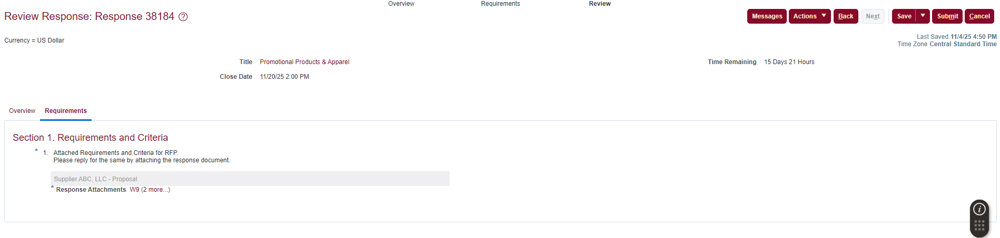 Overview Requirements Review
Review Response: Response 38184 ?
Messages Actions Back Next Save Submit Cancel
Currency = US Dollar
Last Saved 11/4/25 4:50 PM
Time Zone Central Standard Time
Title Promotional Products & Apparel
Time Remaining 15 Days 21 Hours
Close Date 11/20/25 2:00 PM
Overview Requirements
Section 1. Requirements and Criteria
* 1. Attached Requirements and Criteria for RFP.
Please reply for the same by attaching the response document.
Supplier ABC, LLC - Proposal
* Response Attachments W9 (2 more...)
i